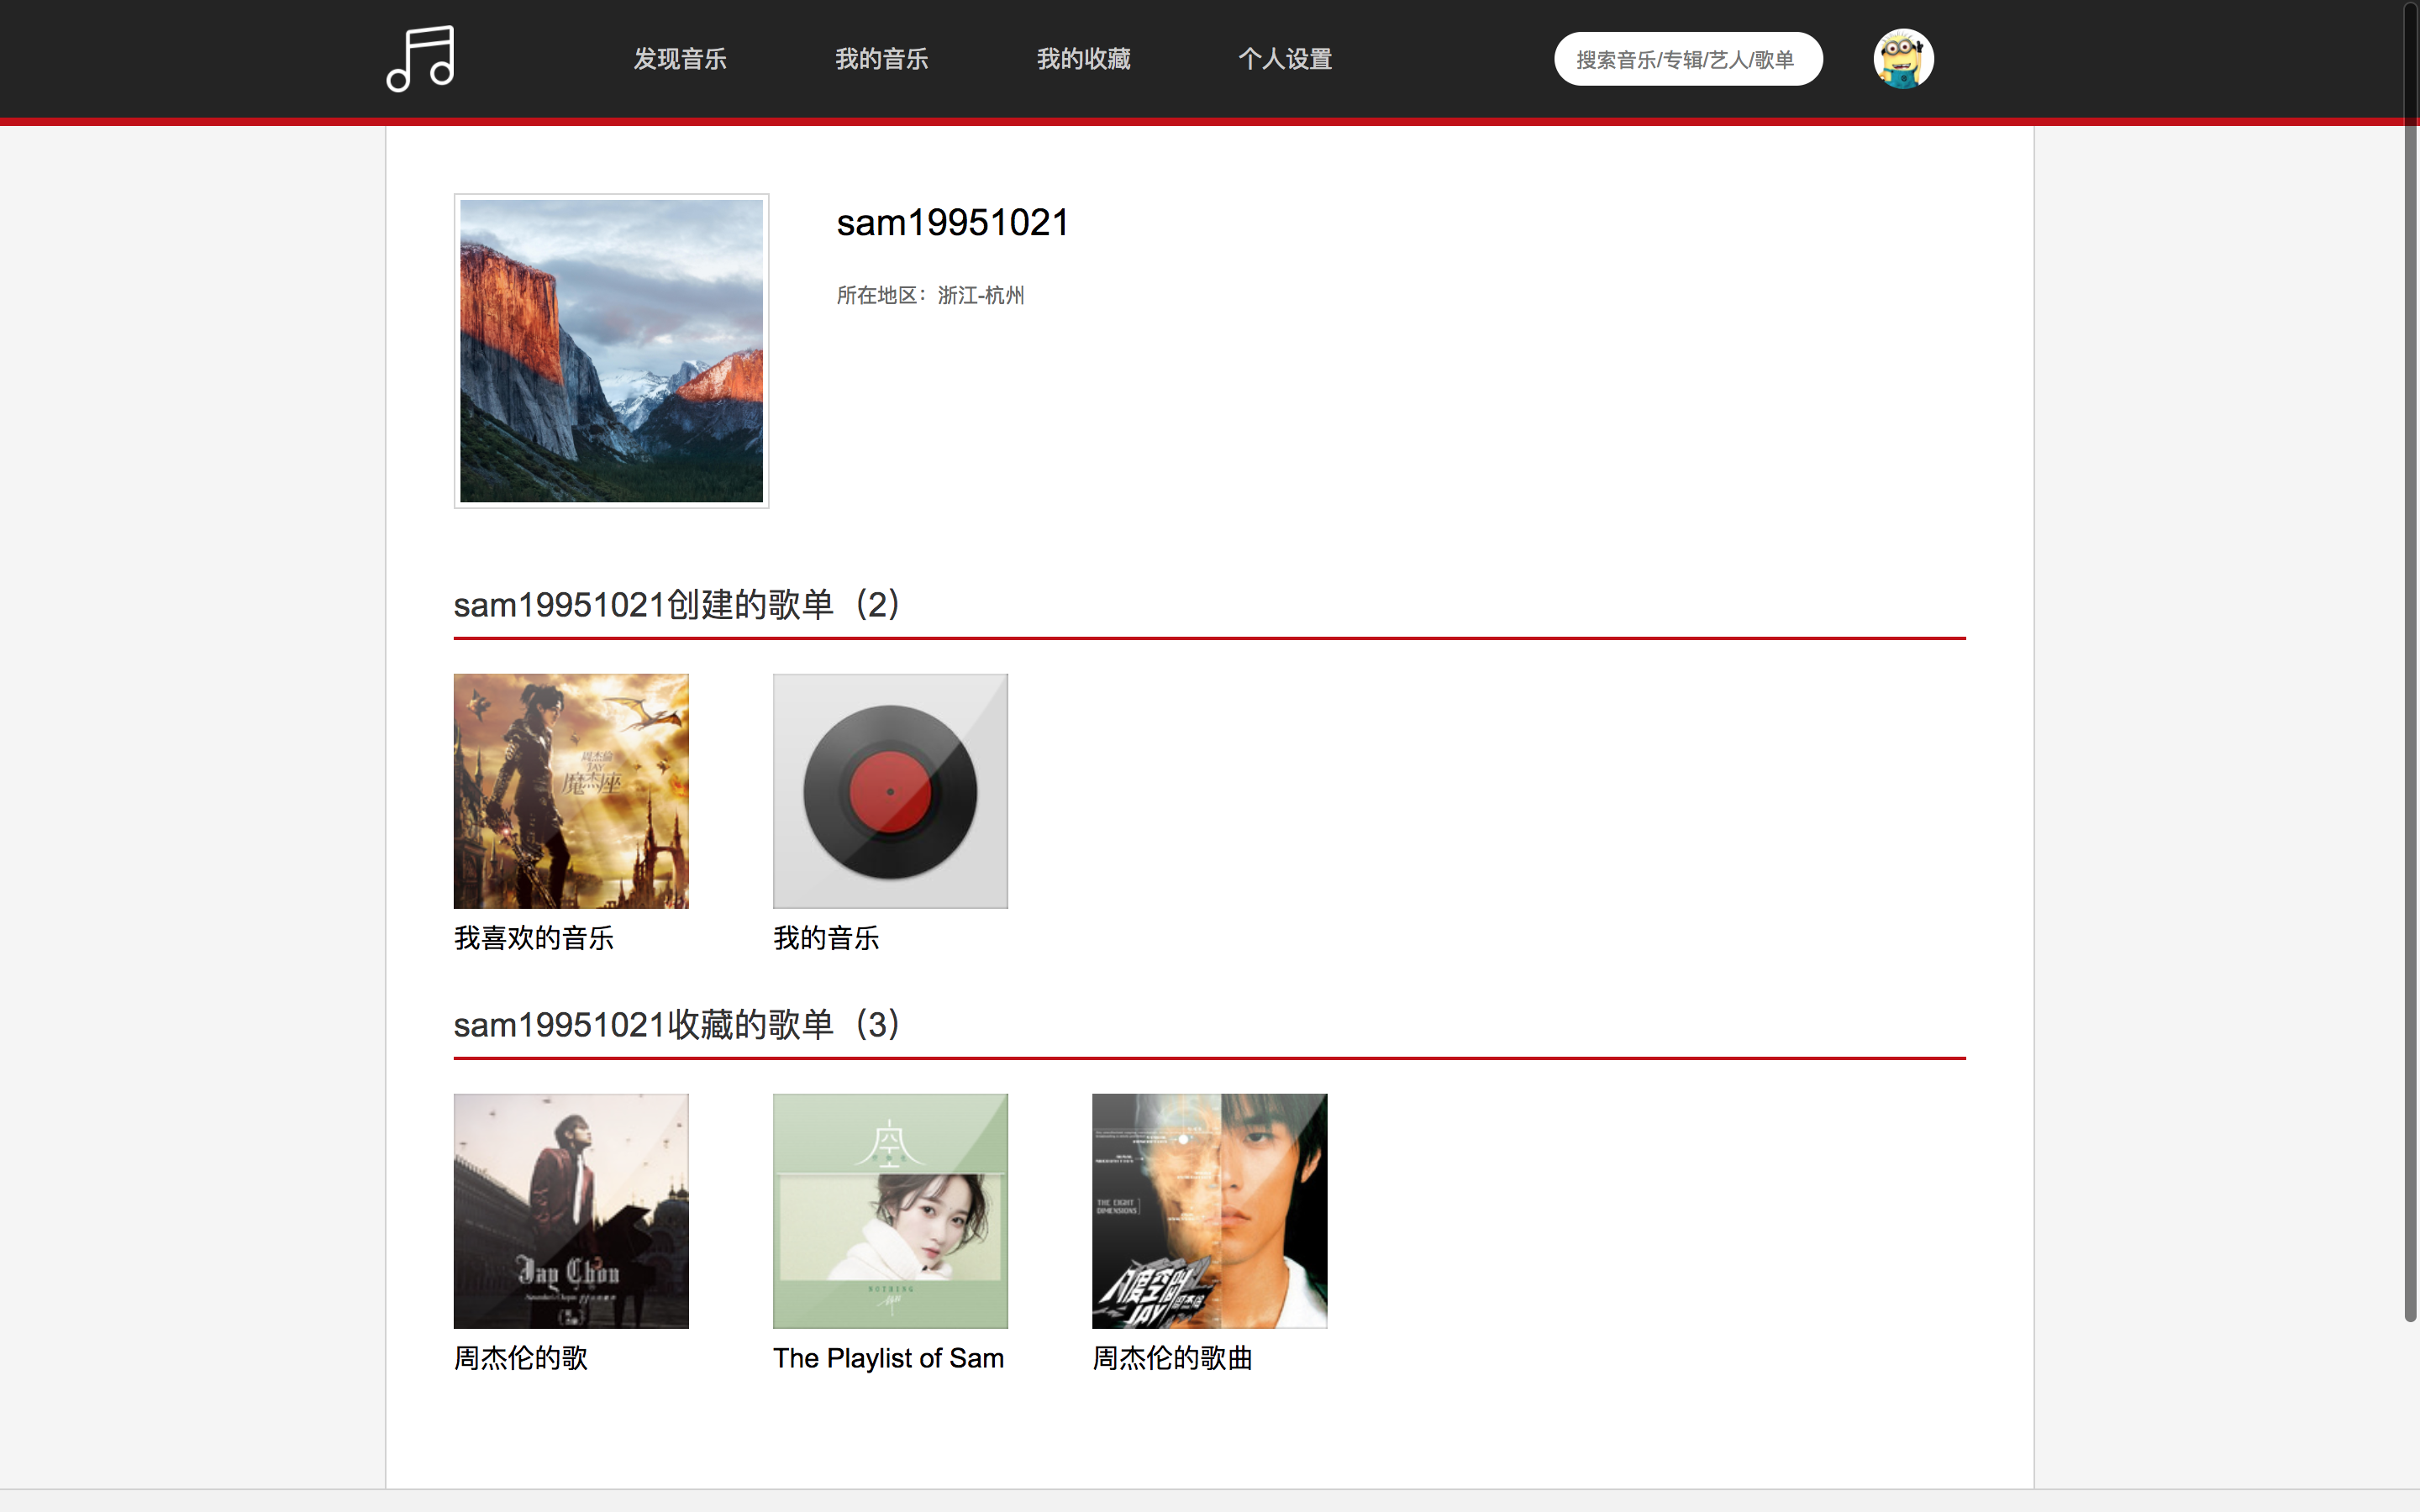 发现音乐
我的音乐
我的收藏
个人设置
搜索音乐/专辑/艺人/歌单
sam19951021
所在地区：浙江-杭州
sam19951021创建的歌单（2）
周杰倫
JAY
魔杰座
我喜欢的音乐
我的音乐
sam19951021收藏的歌单（3）
Jay Chou
周杰伦的歌
空
NOTHING
The Playlist of Sam
THE EIGHT
DIMENSIONS
八度空间
JAY
周杰伦的歌曲